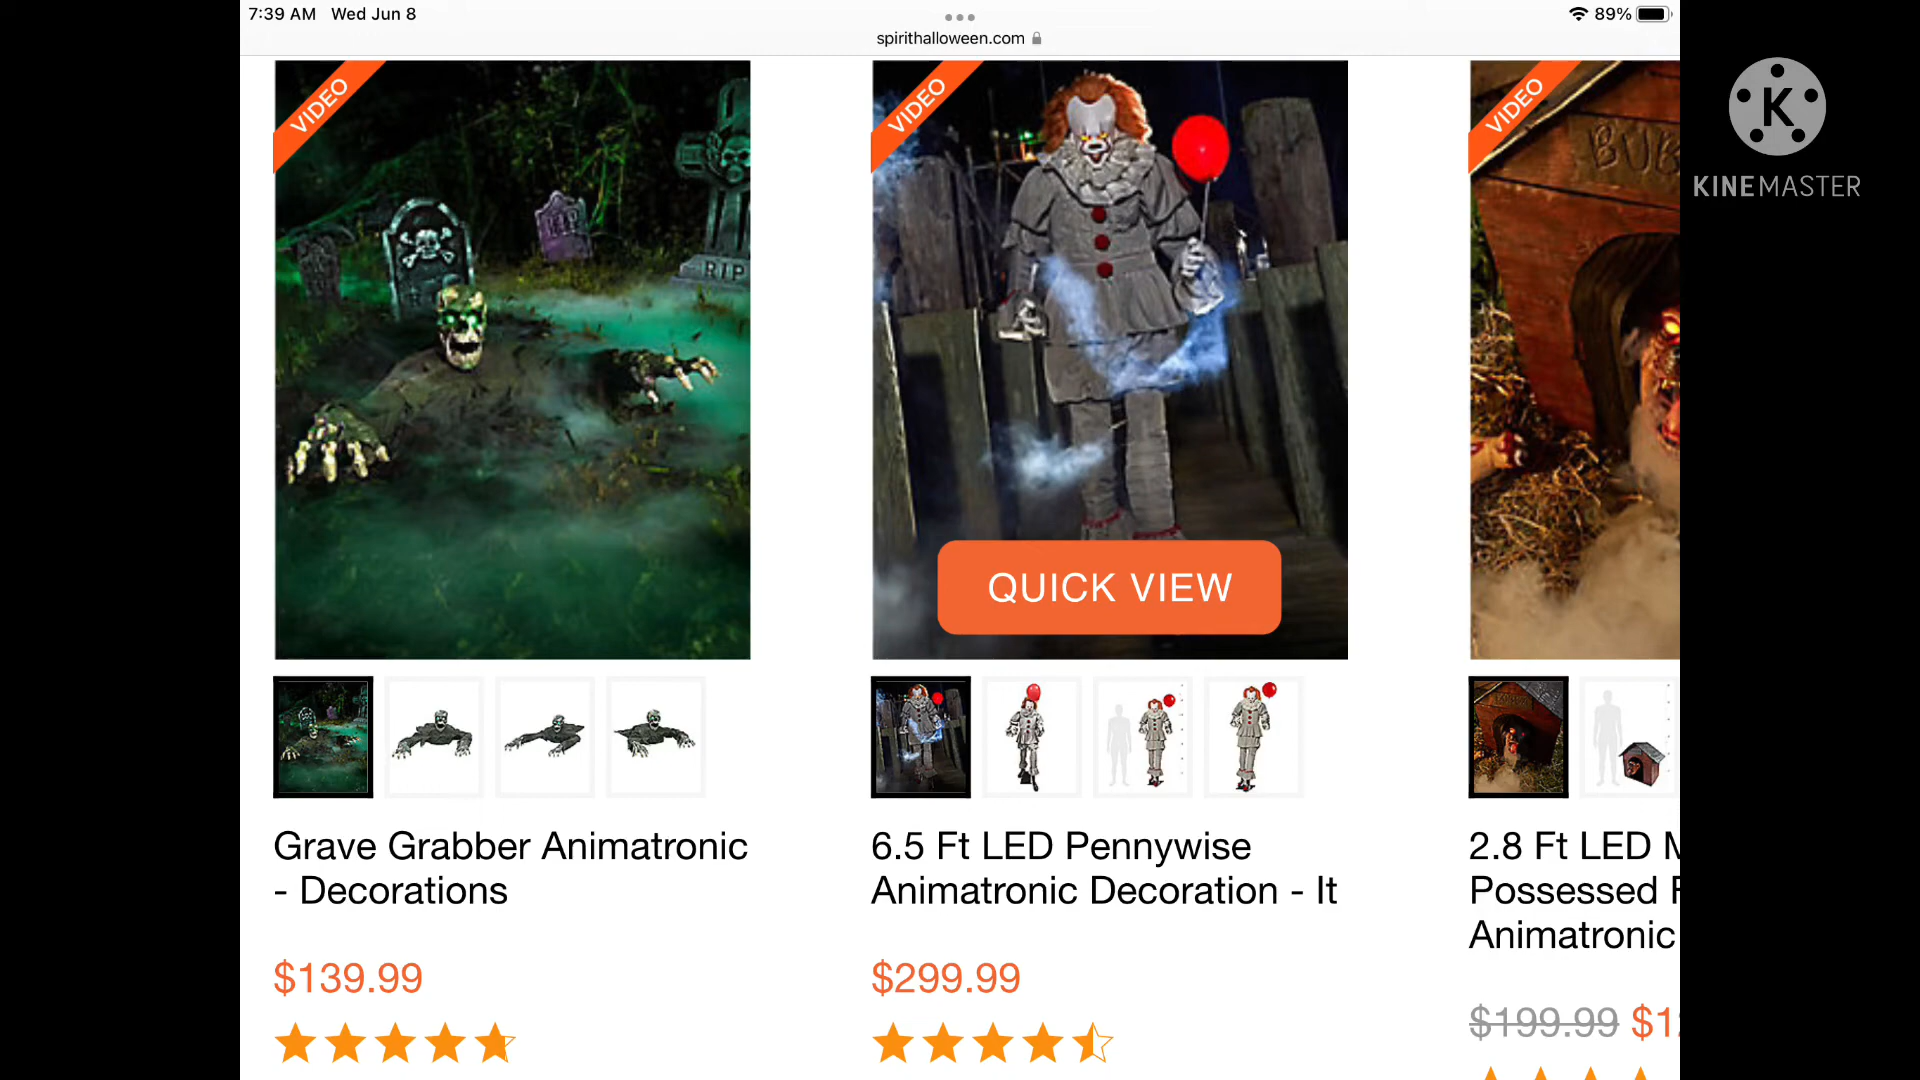 7:39 AM Wed Jun 8
89%
spirithalloween.com
VIDEO
VIDEO
VIDEO
RIP
RIP
BUB
K
KINEMASTER
QUICK VIEW
Grave Grabber Animatronic
- Decorations
$139.99
6.5 Ft LED Pennywise
Animatronic Decoration - It
$299.99
2.8 Ft LED
Possessed
Animatronic
$199.99 $1